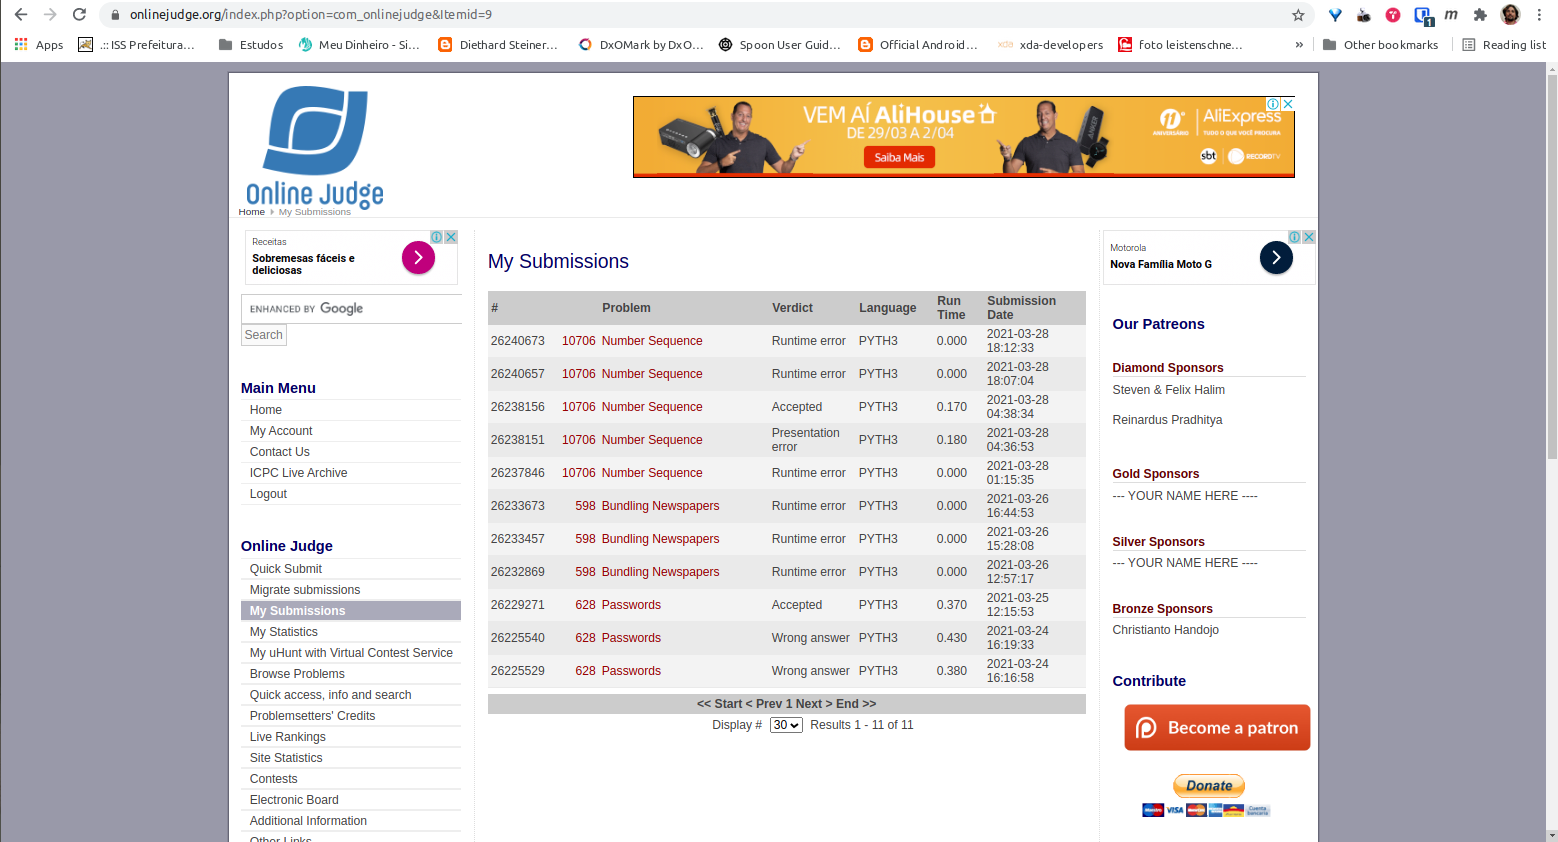 onlinejudge.org/index.php?option=com_onlinejudge&Itemid=9
Apps
.:: ISS Prefeitura…
Estudos
Meu Dinheiro - Si…
Diethard Steiner…
DxOMark by DxO…
Spoon User Guid…
Official Android…
xda-developers
foto leistenschne…
»
Other bookmarks
Reading list
Online Judge
Home
My Submissions
VEM AÍ AliHouse
DE 29/03 A 2/04
Saiba Mais
ANKER
11
ANIVERSÁRIO
AliExpress
TUDO O QUE VOCÊ PROCURA
sbt
RECORDTV
Receitas
Sobremesas fáceis e
deliciosas
ENHANCED BY Google
Search
Main Menu
Home
My Account
Contact Us
ICPC Live Archive
Logout
Online Judge
Quick Submit
Migrate submissions
My Submissions
My Statistics
My uHunt with Virtual Contest Service
Browse Problems
Quick access, info and search
Problemsetters' Credits
Live Rankings
Site Statistics
Contests
Electronic Board
Additional Information
Other Links
My Submissions
# Problem Verdict Language Run Time Submission Date
26240673 10706 Number Sequence Runtime error PYTH3 0.000 2021-03-28 18:12:33
26240657 10706 Number Sequence Runtime error PYTH3 0.000 2021-03-28 18:07:04
26238156 10706 Number Sequence Accepted PYTH3 0.170 2021-03-28 04:38:34
26238151 10706 Number Sequence Presentation error PYTH3 0.180 2021-03-28 04:36:53
26237846 10706 Number Sequence Runtime error PYTH3 0.000 2021-03-28 01:15:35
26233673 598 Bundling Newspapers Runtime error PYTH3 0.000 2021-03-26 16:44:53
26233457 598 Bundling Newspapers Runtime error PYTH3 0.000 2021-03-26 15:28:08
26232869 598 Bundling Newspapers Runtime error PYTH3 0.000 2021-03-26 12:57:17
26229271 628 Passwords Accepted PYTH3 0.370 2021-03-25 12:15:53
26225540 628 Passwords Wrong answer PYTH3 0.430 2021-03-24 16:19:33
26225529 628 Passwords Wrong answer PYTH3 0.380 2021-03-24 16:16:58
<< Start < Prev 1 Next > End >>
Display # 30 Results 1 - 11 of 11
Motorola
Nova Família Moto G
Our Patreons
Diamond Sponsors
Steven & Felix Halim
Reinardus Pradhitya
Gold Sponsors
--- YOUR NAME HERE ----
Silver Sponsors
--- YOUR NAME HERE ----
Bronze Sponsors
Christianto Handojo
Contribute
Become a patron
Donate
VISA